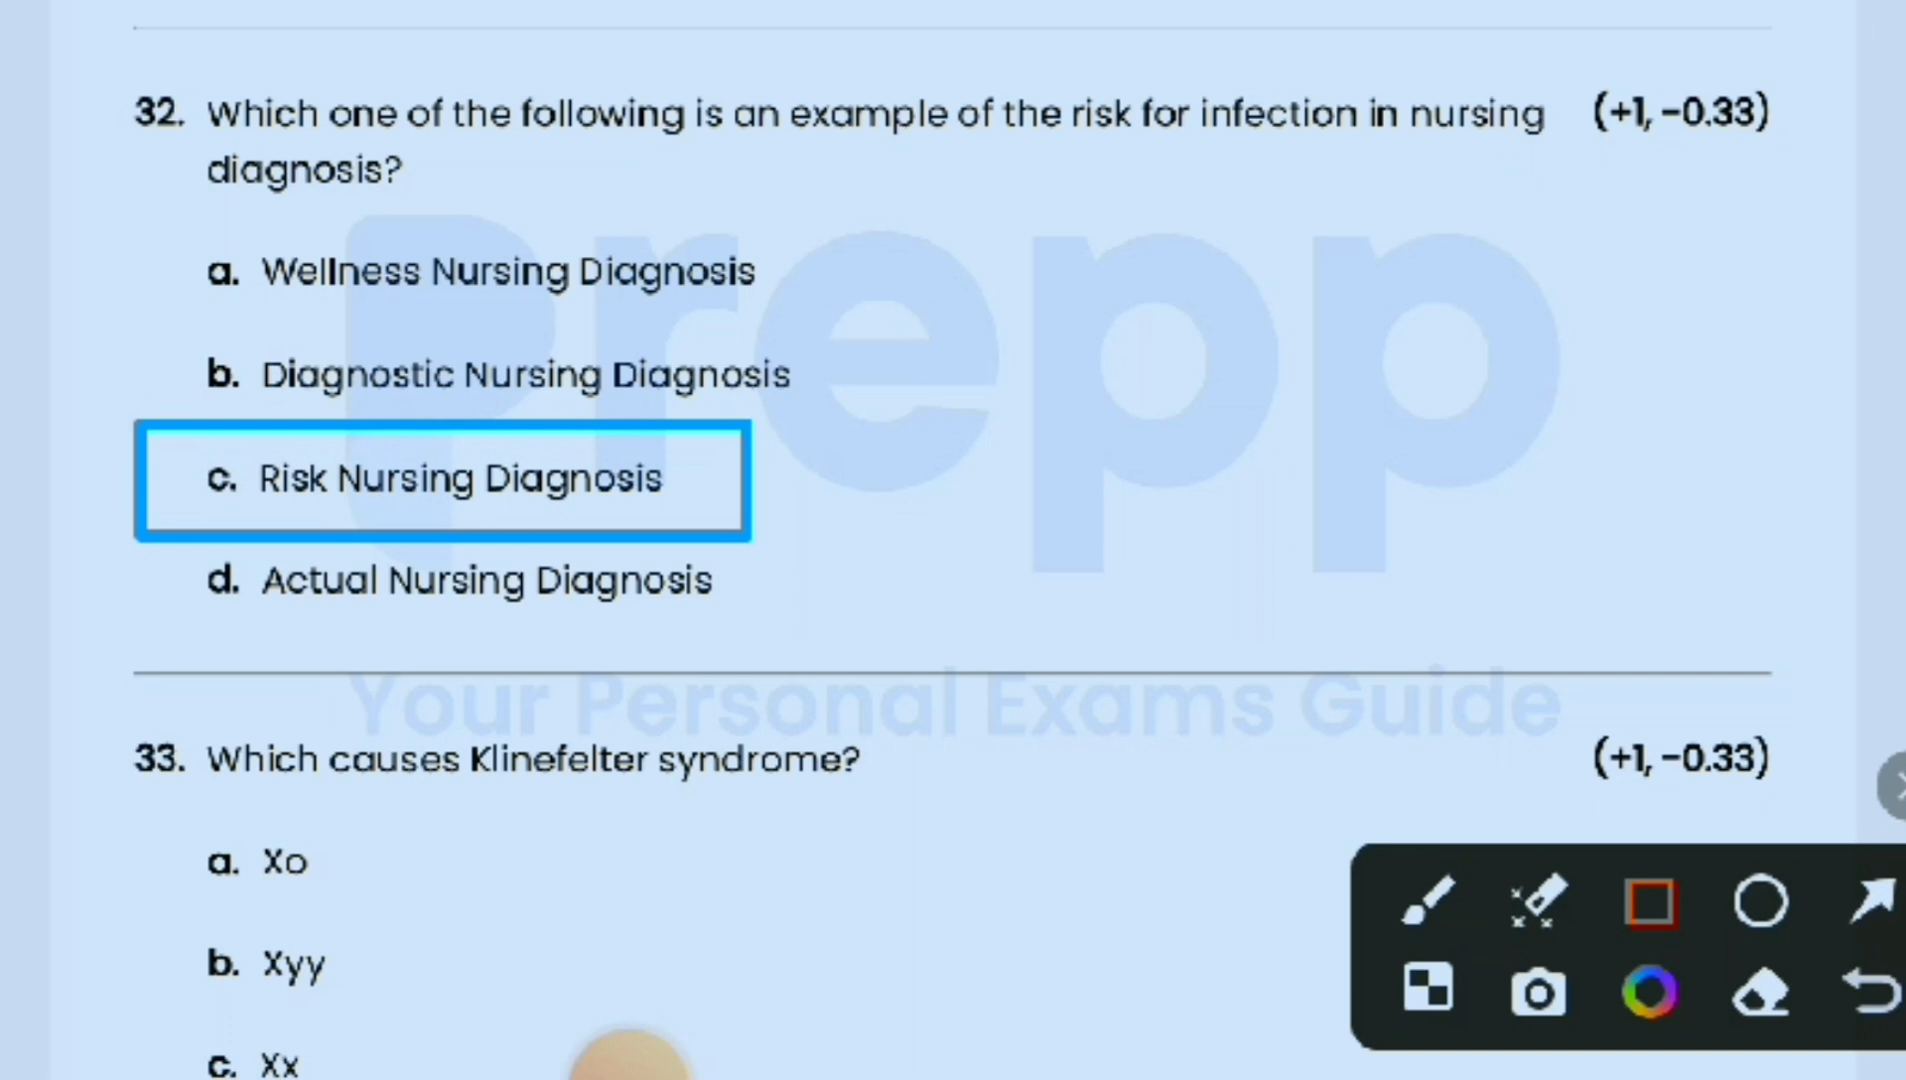 32. Which one of the following is an example of the risk for infection in nursing (+1, -0.33)
diagnosis?
a. Wellness Nursing Diagnosis
b. Diagnostic Nursing Diagnosis
c. Risk Nursing Diagnosis
d. Actual Nursing Diagnosis
Prepp
Your Personal Exams Guide
33. Which causes Klinefelter syndrome? (+1, -0.33)
a. Xo
b. Xyy
c. Xx